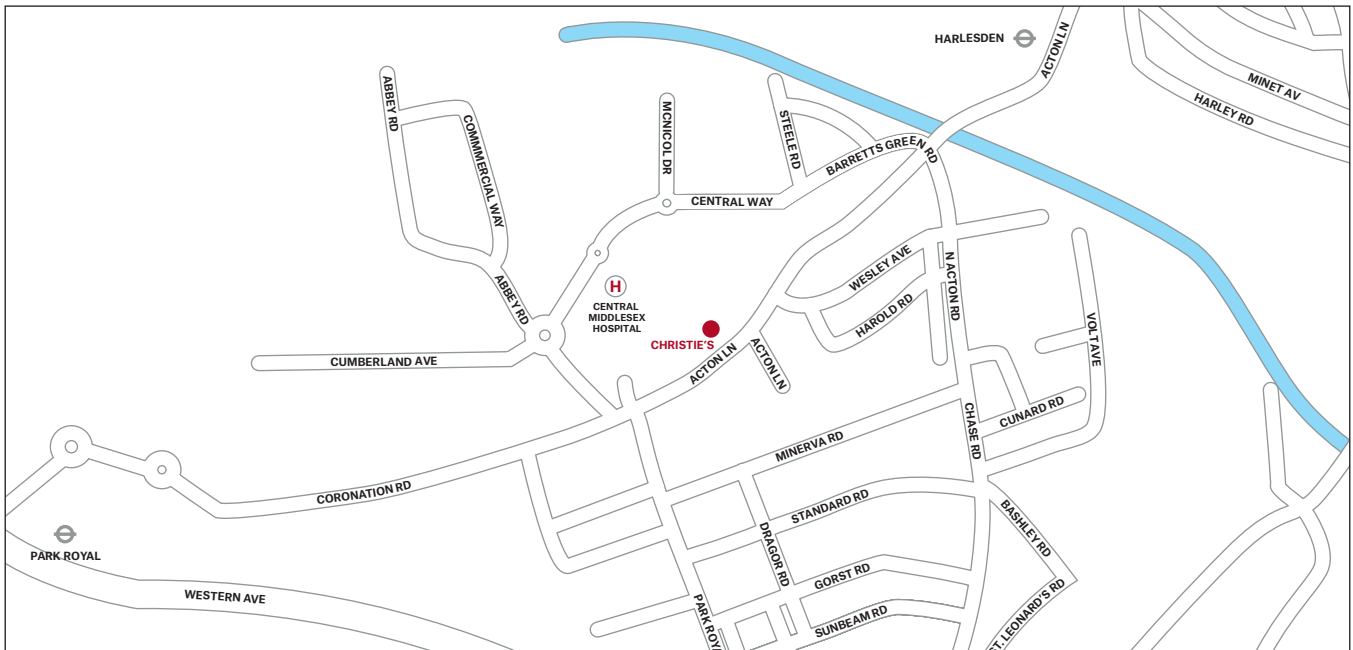 HARLESDEN
ACTON LN
MINET AV
HARLEY RD
ABBEY RD
COMMMERCIAL WAY
MCNICOL DR
STEELE RD
BARRETTS GREEN RD
CENTRAL WAY
ABBEY RD
H
CENTRAL
MIDDLESEX
HOSPITAL
CHRISTIE'S
WESLEY AVE
HAROLD RD
N ACTON RD
VOLT AVE
CUMBERLAND AVE
ACTON LN
ACTON LN
CUNARD RD
CHASE RD
MINERVA RD
CORONATION RD
STANDARD RD
BASHLEY RD
DRAGOR RD
PARK ROYAL
GORST RD
WESTERN AVE
SUNBEAM RD
PARK ROYA
ST. LEONARD'S RD